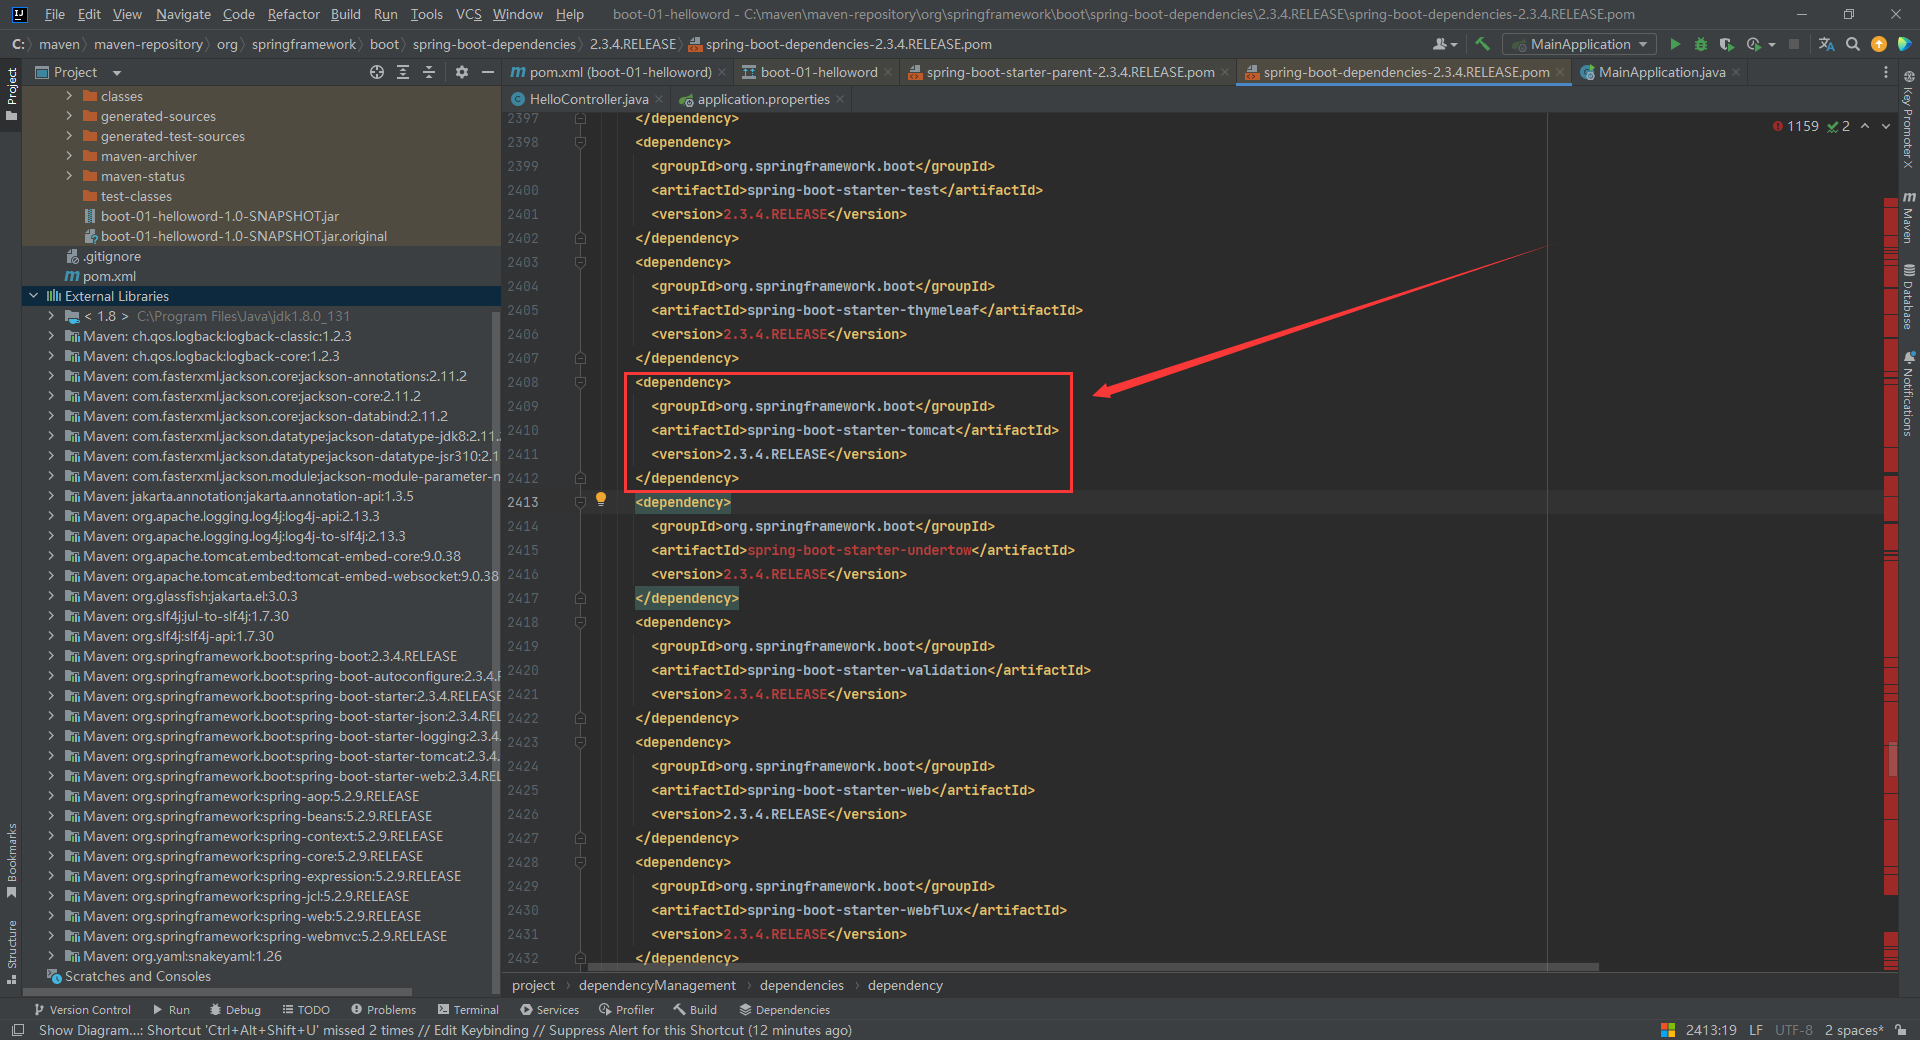 File Edit View Navigate Code Refactor Build Run Tools VCS Window Help boot-01-helloword - C:\maven\maven-repository\org\springframework\boot\spring-boot-dependencies\2.3.4.RELEASE\spring-boot-dependencies-2.3.4.RELEASE.pom
C: maven maven-repository org springframework boot spring-boot-dependencies 2.3.4.RELEASE spring-boot-dependencies-2.3.4.RELEASE.pom MainApplication
Project
pom.xml (boot-01-helloword) boot-01-helloword spring-boot-starter-parent-2.3.4.RELEASE.pom spring-boot-dependencies-2.3.4.RELEASE.pom MainApplication.java
HelloController.java application.properties
Project
Bookmarks
Structure
classes
generated-sources
generated-test-sources
maven-archiver
maven-status
test-classes
boot-01-helloword-1.0-SNAPSHOT.jar
boot-01-helloword-1.0-SNAPSHOT.jar.original
.gitignore
pom.xml
External Libraries
< 1.8 > C:\Program Files\Java\jdk1.8.0_131
Maven: ch.qos.logback:logback-classic:1.2.3
Maven: ch.qos.logback:logback-core:1.2.3
Maven: com.fasterxml.jackson.core:jackson-annotations:2.11.2
Maven: com.fasterxml.jackson.core:jackson-core:2.11.2
Maven: com.fasterxml.jackson.core:jackson-databind:2.11.2
Maven: com.fasterxml.jackson.datatype:jackson-datatype-jdk8:2.11.
Maven: com.fasterxml.jackson.datatype:jackson-datatype-jsr310:2.1
Maven: com.fasterxml.jackson.module:jackson-module-parameter-n
Maven: jakarta.annotation:jakarta.annotation-api:1.3.5
Maven: org.apache.logging.log4j:log4j-api:2.13.3
Maven: org.apache.logging.log4j:log4j-to-slf4j:2.13.3
Maven: org.apache.tomcat.embed:tomcat-embed-core:9.0.38
Maven: org.apache.tomcat.embed:tomcat-embed-websocket:9.0.38
Maven: org.glassfish:jakarta.el:3.0.3
Maven: org.slf4j:jul-to-slf4j:1.7.30
Maven: org.slf4j:slf4j-api:1.7.30
Maven: org.springframework.boot:spring-boot:2.3.4.RELEASE
Maven: org.springframework.boot:spring-boot-autoconfigure:2.3.4.F
Maven: org.springframework.boot:spring-boot-starter:2.3.4.RELEASE
Maven: org.springframework.boot:spring-boot-starter-json:2.3.4.REL
Maven: org.springframework.boot:spring-boot-starter-logging:2.3.4.
Maven: org.springframework.boot:spring-boot-starter-tomcat:2.3.4.
Maven: org.springframework.boot:spring-boot-starter-web:2.3.4.REL
Maven: org.springframework:spring-aop:5.2.9.RELEASE
Maven: org.springframework:spring-beans:5.2.9.RELEASE
Maven: org.springframework:spring-context:5.2.9.RELEASE
Maven: org.springframework:spring-core:5.2.9.RELEASE
Maven: org.springframework:spring-expression:5.2.9.RELEASE
Maven: org.springframework:spring-jcl:5.2.9.RELEASE
Maven: org.springframework:spring-web:5.2.9.RELEASE
Maven: org.springframework:spring-webmvc:5.2.9.RELEASE
Maven: org.yaml:snakeyaml:1.26
Scratches and Consoles
2397 </dependency>
2398 <dependency>
2399 <groupId>org.springframework.boot</groupId>
2400 <artifactId>spring-boot-starter-test</artifactId>
2401 <version>2.3.4.RELEASE</version>
2402 </dependency>
2403 <dependency>
2404 <groupId>org.springframework.boot</groupId>
2405 <artifactId>spring-boot-starter-thymeleaf</artifactId>
2406 <version>2.3.4.RELEASE</version>
2407 </dependency>
2408 <dependency>
2409 <groupId>org.springframework.boot</groupId>
2410 <artifactId>spring-boot-starter-tomcat</artifactId>
2411 <version>2.3.4.RELEASE</version>
2412 </dependency>
2413 <dependency>
2414 <groupId>org.springframework.boot</groupId>
2415 <artifactId>spring-boot-starter-undertow</artifactId>
2416 <version>2.3.4.RELEASE</version>
2417 </dependency>
2418 <dependency>
2419 <groupId>org.springframework.boot</groupId>
2420 <artifactId>spring-boot-starter-validation</artifactId>
2421 <version>2.3.4.RELEASE</version>
2422 </dependency>
2423 <dependency>
2424 <groupId>org.springframework.boot</groupId>
2425 <artifactId>spring-boot-starter-web</artifactId>
2426 <version>2.3.4.RELEASE</version>
2427 </dependency>
2428 <dependency>
2429 <groupId>org.springframework.boot</groupId>
2430 <artifactId>spring-boot-starter-webflux</artifactId>
2431 <version>2.3.4.RELEASE</version>
2432 </dependency>
1159 2
Key Promoter X
Maven
Database
Notifications
project dependencyManagement dependencies dependency
Version Control Run Debug TODO Problems Terminal Services Profiler Build Dependencies
Show Diagram...: Shortcut 'Ctrl+Alt+Shift+U' missed 2 times // Edit Keybinding // Suppress Alert for this Shortcut (12 minutes ago) 2413:19 LF UTF-8 2 spaces*